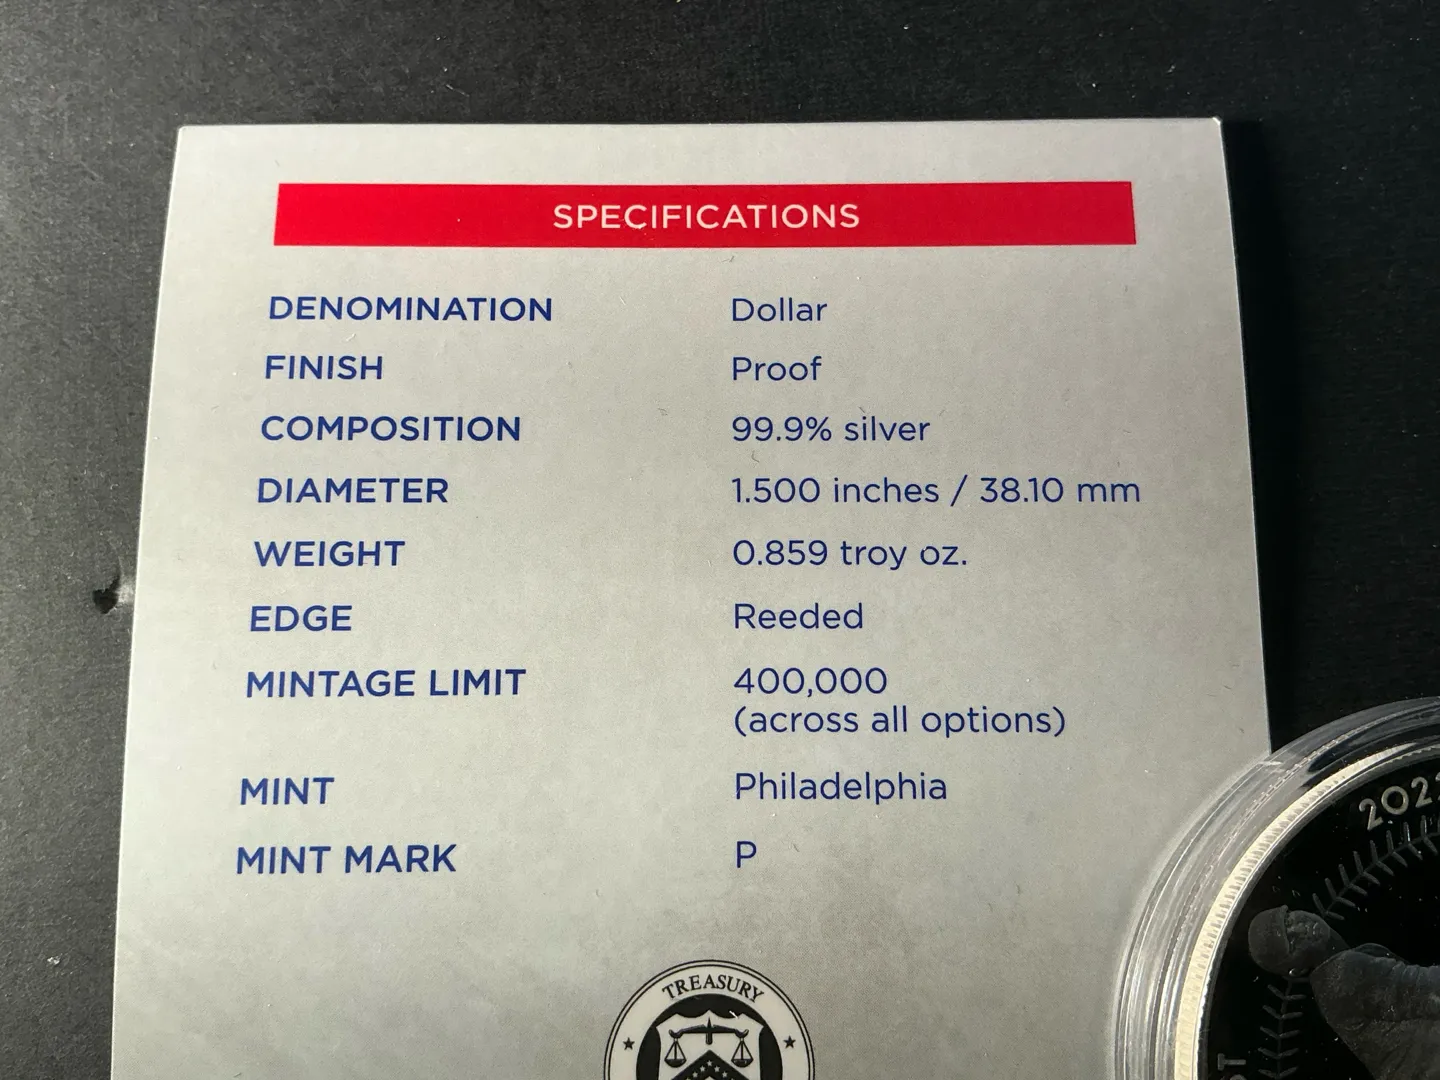 SPECIFICATIONS
DENOMINATION Dollar
FINISH Proof
COMPOSITION 99.9% silver
DIAMETER 1.500 inches / 38.10 mm
WEIGHT 0.859 troy oz.
EDGE Reeded
MINTAGE LIMIT 400,000
(across all options)
MINT Philadelphia
MINT MARK P
TREASURY